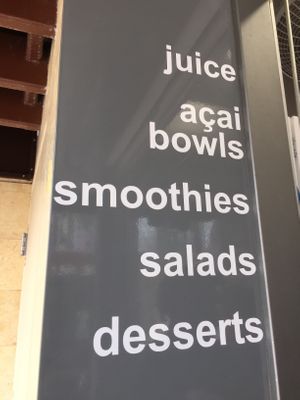 juice
açai
bowls
smoothies
salads
desserts